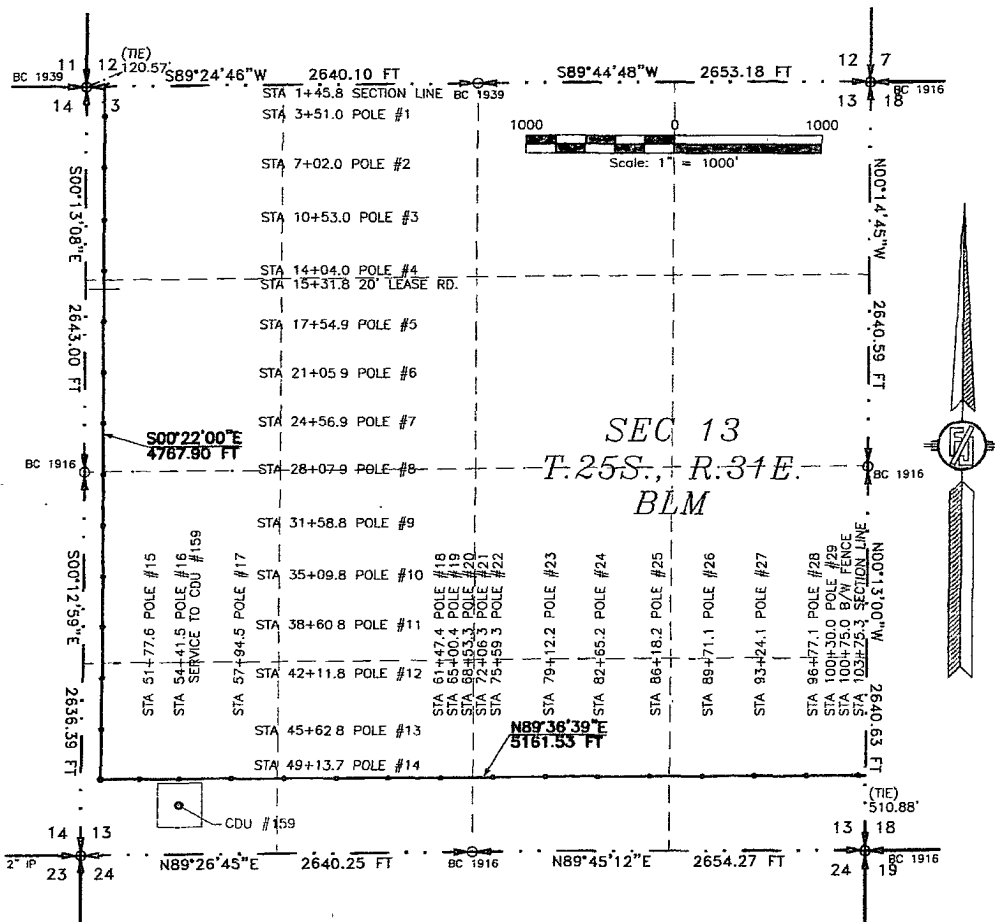 11 12
(TIE)
120.57'
BC 1939
S89°24'46"W 2640.10 FT
BC 1939
S89°44'48"W 2653.18 FT
12 7
BC 1916
14 3
13 18
STA 1+45.8 SECTION LINE
STA 3+51.0 POLE #1
STA 7+02.0 POLE #2
STA 10+53.0 POLE #3
STA 14+04.0 POLE #4
STA 15+31.8 20' LEASE RD.
STA 17+54.9 POLE #5
STA 21+05.9 POLE #6
STA 24+56.9 POLE #7
STA 28+07.9 POLE #8
STA 31+58.8 POLE #9
STA 35+09.8 POLE #10
STA 38+60.8 POLE #11
STA 42+11.8 POLE #12
STA 45+62.8 POLE #13
STA 49+13.7 POLE #14
1000 0 1000
Scale: 1" = 1000'
S00°13'08"E 2643.00 FT
N00°14'45"W 2640.59 FT
S00°22'00"E
4767.90 FT
BC 1916
SEC 13
T.25S., R.31E.
BLM
BC 1916
S00°12'59"E 2636.39 FT
N00°13'00"W 2640.63 FT
STA 51+77.6 POLE #15
STA 54+41.5 POLE #16
SERVICE TO CDU #159
STA 57+94.5 POLE #17
STA 61+47.4 POLE #18
STA 65+00.4 POLE #19
STA 68+53.3 POLE #20
STA 72+06.3 POLE #21
STA 75+59.3 POLE #22
STA 79+12.2 POLE #23
STA 82+65.2 POLE #24
STA 86+18.2 POLE #25
STA 89+71.1 POLE #26
STA 93+24.1 POLE #27
STA 96+77.1 POLE #28
STA 100+30.0 POLE #29
STA 100+75.0 B/W FENCE
STA 103+75.3 SECTION LINE
N89°36'39"E
5161.53 FT
CDU #159
(TIE)
510.88'
14 13
2" IP
23 24
N89°26'45"E 2640.25 FT
BC 1916
N89°45'12"E 2654.27 FT
13 18
BC 1916
24 19